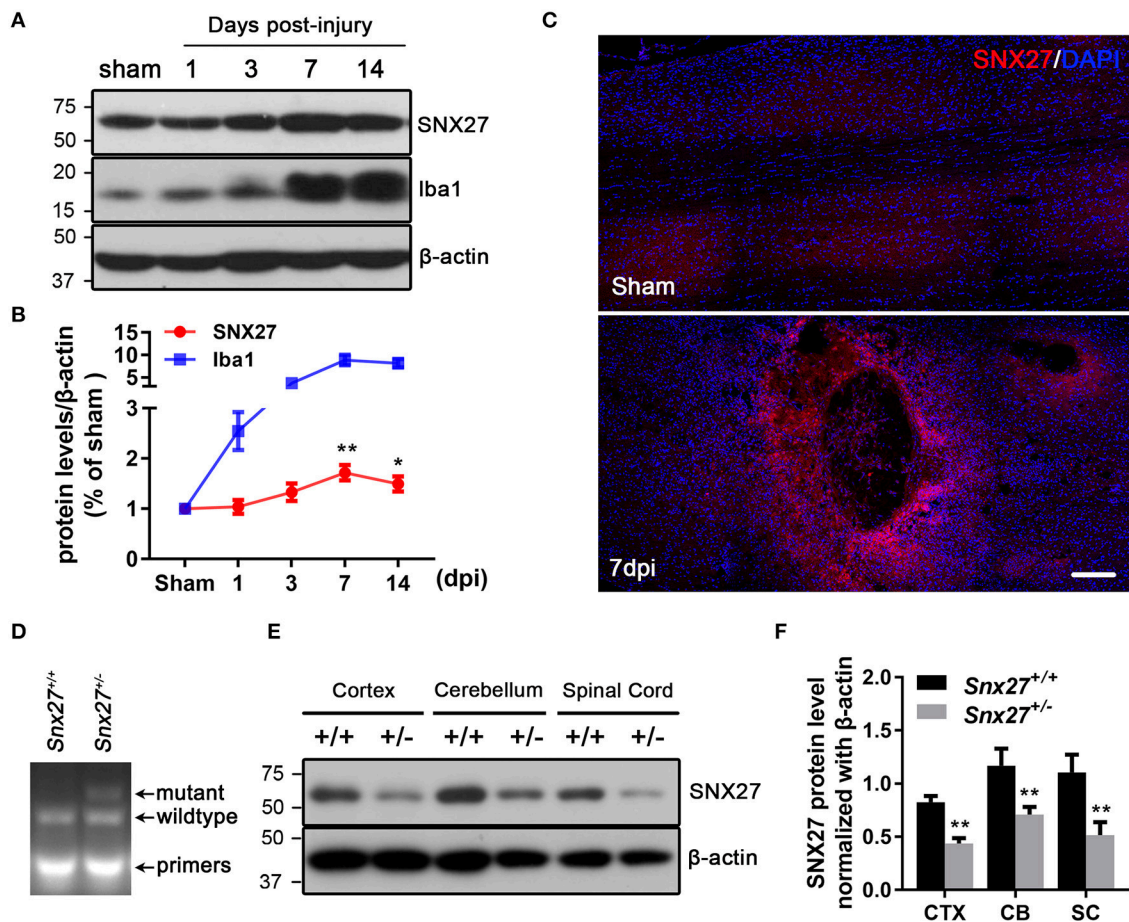 A
Days post-injury
sham 1 3 7 14
75
50
SNX27
20
15
Iba1
50
37
β-actin
B
SNX27
Iba1
protein levels/β-actin
(% of sham)
15
10
5
3
2
1
0
** *
Sham 1 3 7 14 (dpi)
C
SNX27/DAPI
Sham
7dpi
D
Snx27+/+
Snx27+/-
mutant
wildtype
primers
E
Cortex Cerebellum Spinal Cord
+/+ +/- +/+ +/- +/+ +/-
75
50
SNX27
50
37
β-actin
F
SNX27 protein level
normalized with β-actin
2.0
1.5
1.0
0.5
0.0
Snx27+/+
Snx27+/-
** ** **
CTX CB SC